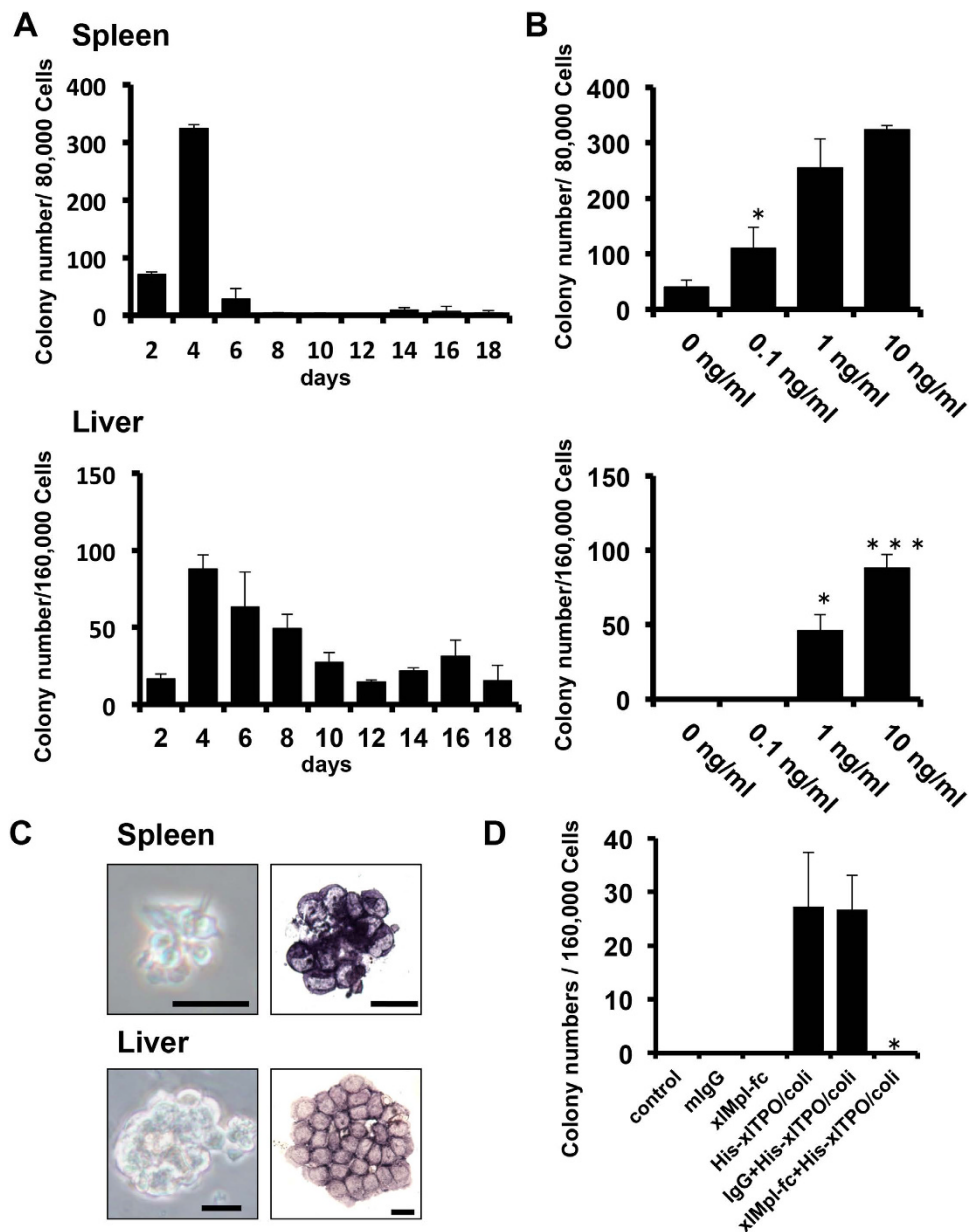 A
Spleen
Colony number/ 80,000 Cells
400
300
200
100
0
2 4 6 8 10 12 14 16 18
days
Liver
Colony number/160,000 Cells
150
100
50
0
2 4 6 8 10 12 14 16 18
days
B
Colony number/ 80,000 Cells
400
300
200
100
0
*
0 ng/ml
0.1 ng/ml
1 ng/ml
10 ng/ml
Colony number/160,000 Cells
150
100
50
0
*
* * *
0 ng/ml
0.1 ng/ml
1 ng/ml
10 ng/ml
C
Spleen
Liver
D
Colony numbers / 160,000 Cells
40
30
20
10
0
*
control
mIgG
xlMpl-fc
His-xlTPO/coli
IgG+His-xlTPO/coli
xlMpl-fc+His-xlTPO/coli